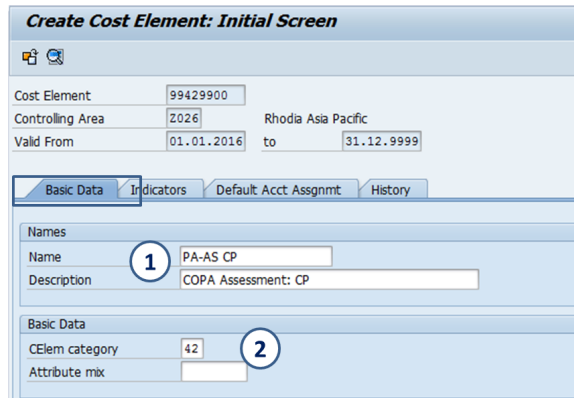 Create Cost Element: Initial Screen
Cost Element 99429900
Controlling Area Z026 Rhodia Asia Pacific
Valid From 01.01.2016 to 31.12.9999
Basic Data Indicators Default Acct Assgnmt History
Names
Name 1 PA-AS CP
Description COPA Assessment: CP
Basic Data
CElem category 42 2
Attribute mix